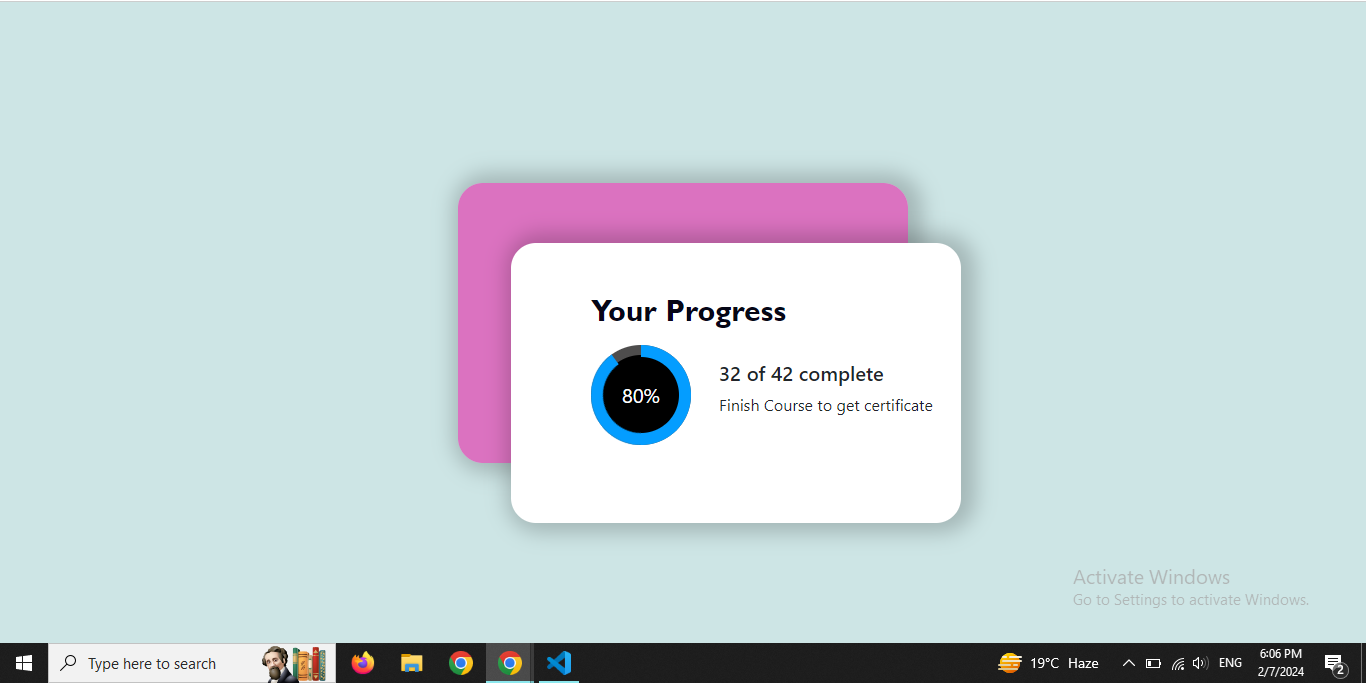 Your Progress
80%
32 of 42 complete
Finish Course to get certificate
Activate Windows
Go to Settings to activate Windows.
Type here to search
19°C Haze
ENG
6:06 PM
2/7/2024
2